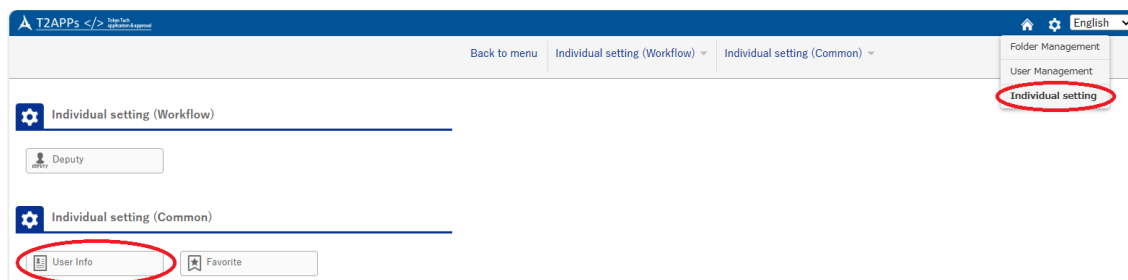 T2APPs </> Tokyo Tech
application & approval
English
Back to menu Individual setting (Workflow) Individual setting (Common)
Folder Management
User Management
Individual setting
Individual setting (Workflow)
DEPUTY Deputy
Individual setting (Common)
User Info Favorite